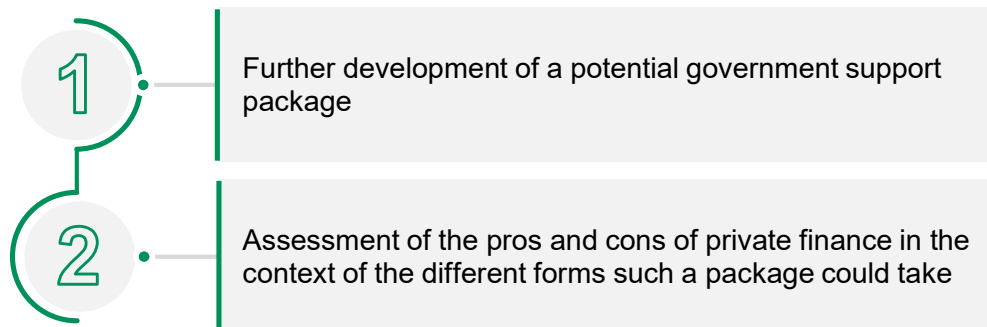 1
Further development of a potential government support
package
2
Assessment of the pros and cons of private finance in the
context of the different forms such a package could take